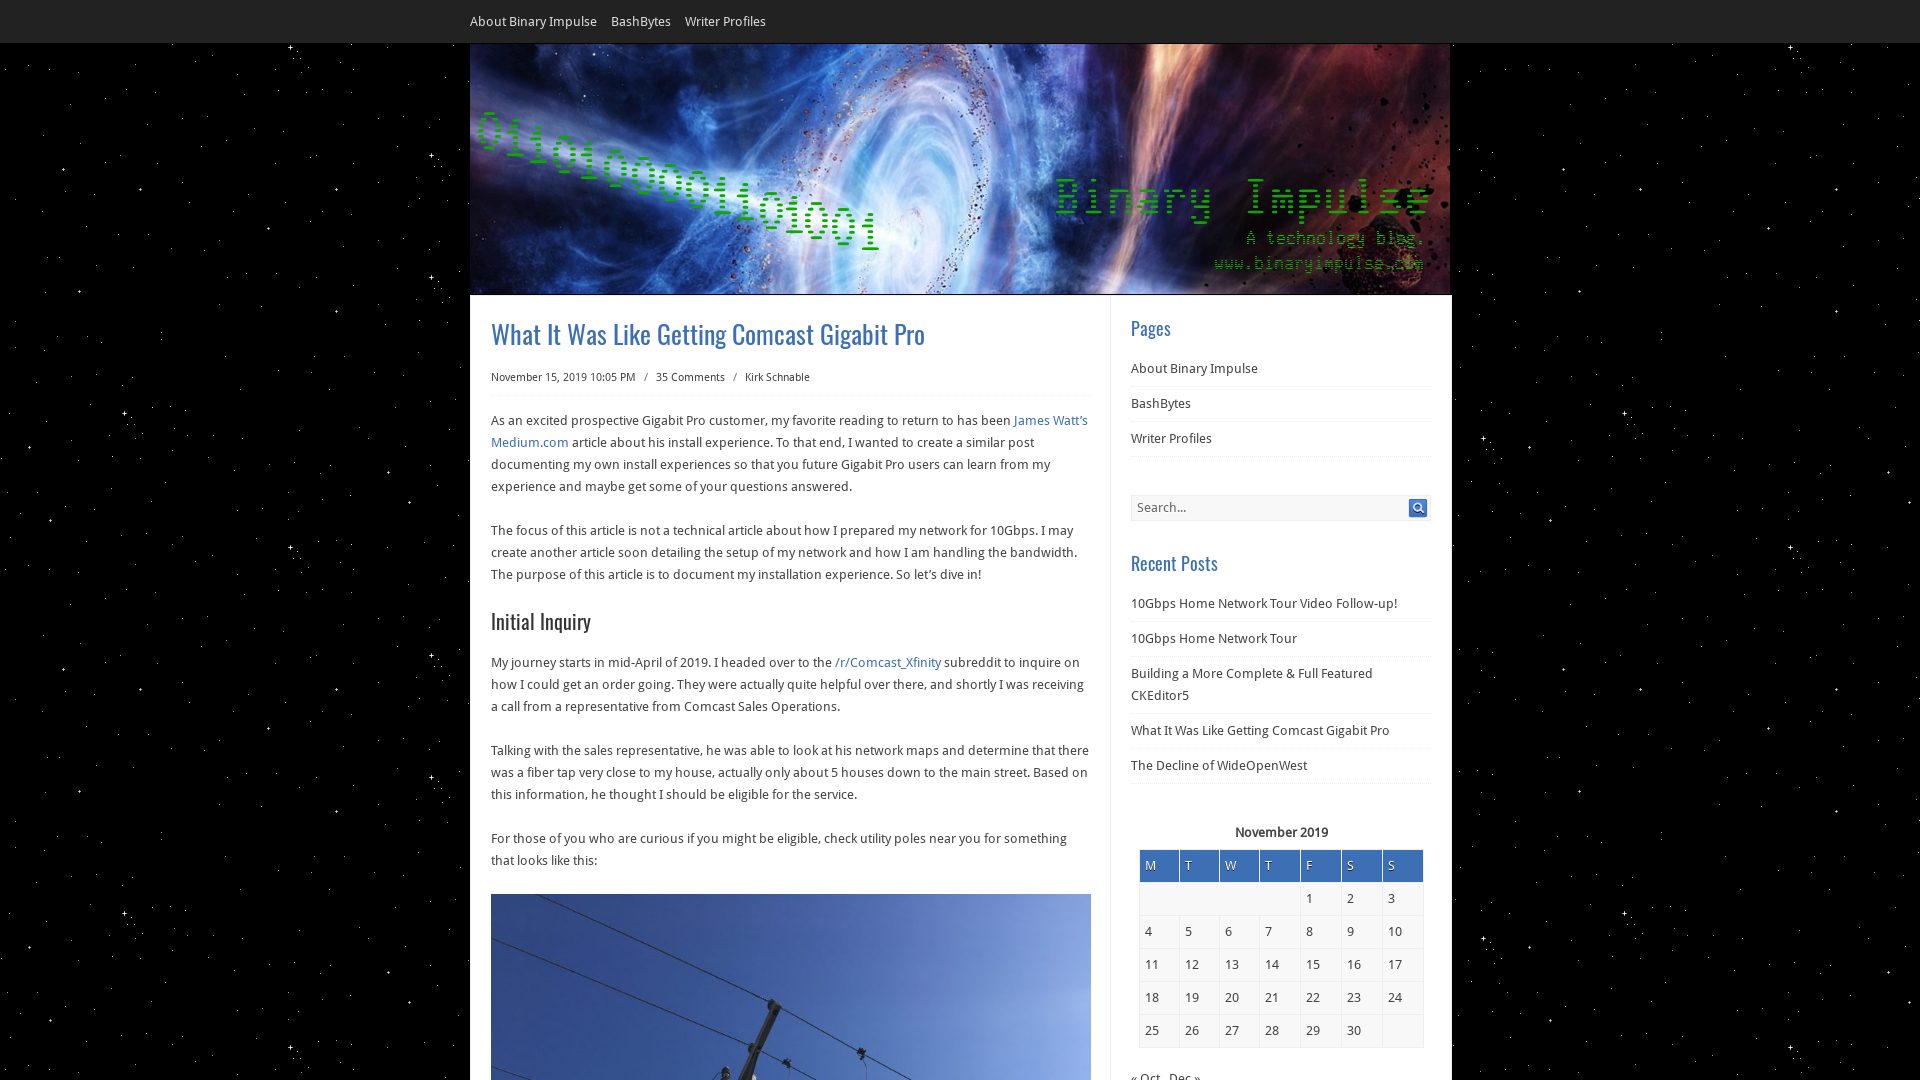 About Binary Impulse BashBytes Writer Profiles
0110100001101001
Binary Impulse
A technology blog.
www.binaryimpulse.com
What It Was Like Getting Comcast Gigabit Pro
November 15, 2019 10:05 PM / 35 Comments / Kirk Schnable
As an excited prospective Gigabit Pro customer, my favorite reading to return to has been James Watt’s
Medium.com article about his install experience. To that end, I wanted to create a similar post
documenting my own install experiences so that you future Gigabit Pro users can learn from my
experience and maybe get some of your questions answered.
The focus of this article is not a technical article about how I prepared my network for 10Gbps. I may
create another article soon detailing the setup of my network and how I am handling the bandwidth.
The purpose of this article is to document my installation experience. So let’s dive in!
Initial Inquiry
My journey starts in mid-April of 2019. I headed over to the /r/Comcast_Xfinity subreddit to inquire on
how I could get an order going. They were actually quite helpful over there, and shortly I was receiving
a call from a representative from Comcast Sales Operations.
Talking with the sales representative, he was able to look at his network maps and determine that there
was a fiber tap very close to my house, actually only about 5 houses down to the main street. Based on
this information, he thought I should be eligible for the service.
For those of you who are curious if you might be eligible, check utility poles near you for something
that looks like this:
Pages
About Binary Impulse
BashBytes
Writer Profiles
Search...
Recent Posts
10Gbps Home Network Tour Video Follow-up!
10Gbps Home Network Tour
Building a More Complete & Full Featured
CKEditor5
What It Was Like Getting Comcast Gigabit Pro
The Decline of WideOpenWest
November 2019
M T W T F S S
1 2 3
4 5 6 7 8 9 10
11 12 13 14 15 16 17
18 19 20 21 22 23 24
25 26 27 28 29 30
« Oct Dec »